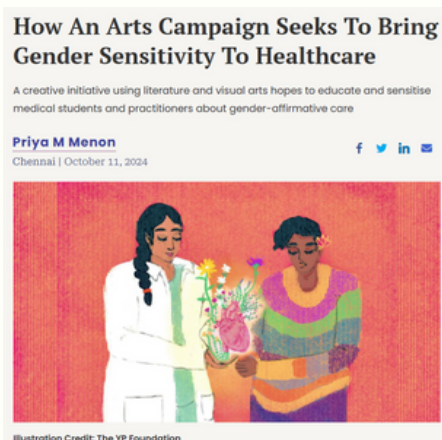 How An Arts Campaign Seeks To Bring
Gender Sensitivity To Healthcare
A creative initiative using literature and visual arts hopes to educate and sensitise
medical students and practitioners about gender-affirmative care
Priya M Menon
Chennai | October 11, 2024
Illustration Credit: The YP Foundation